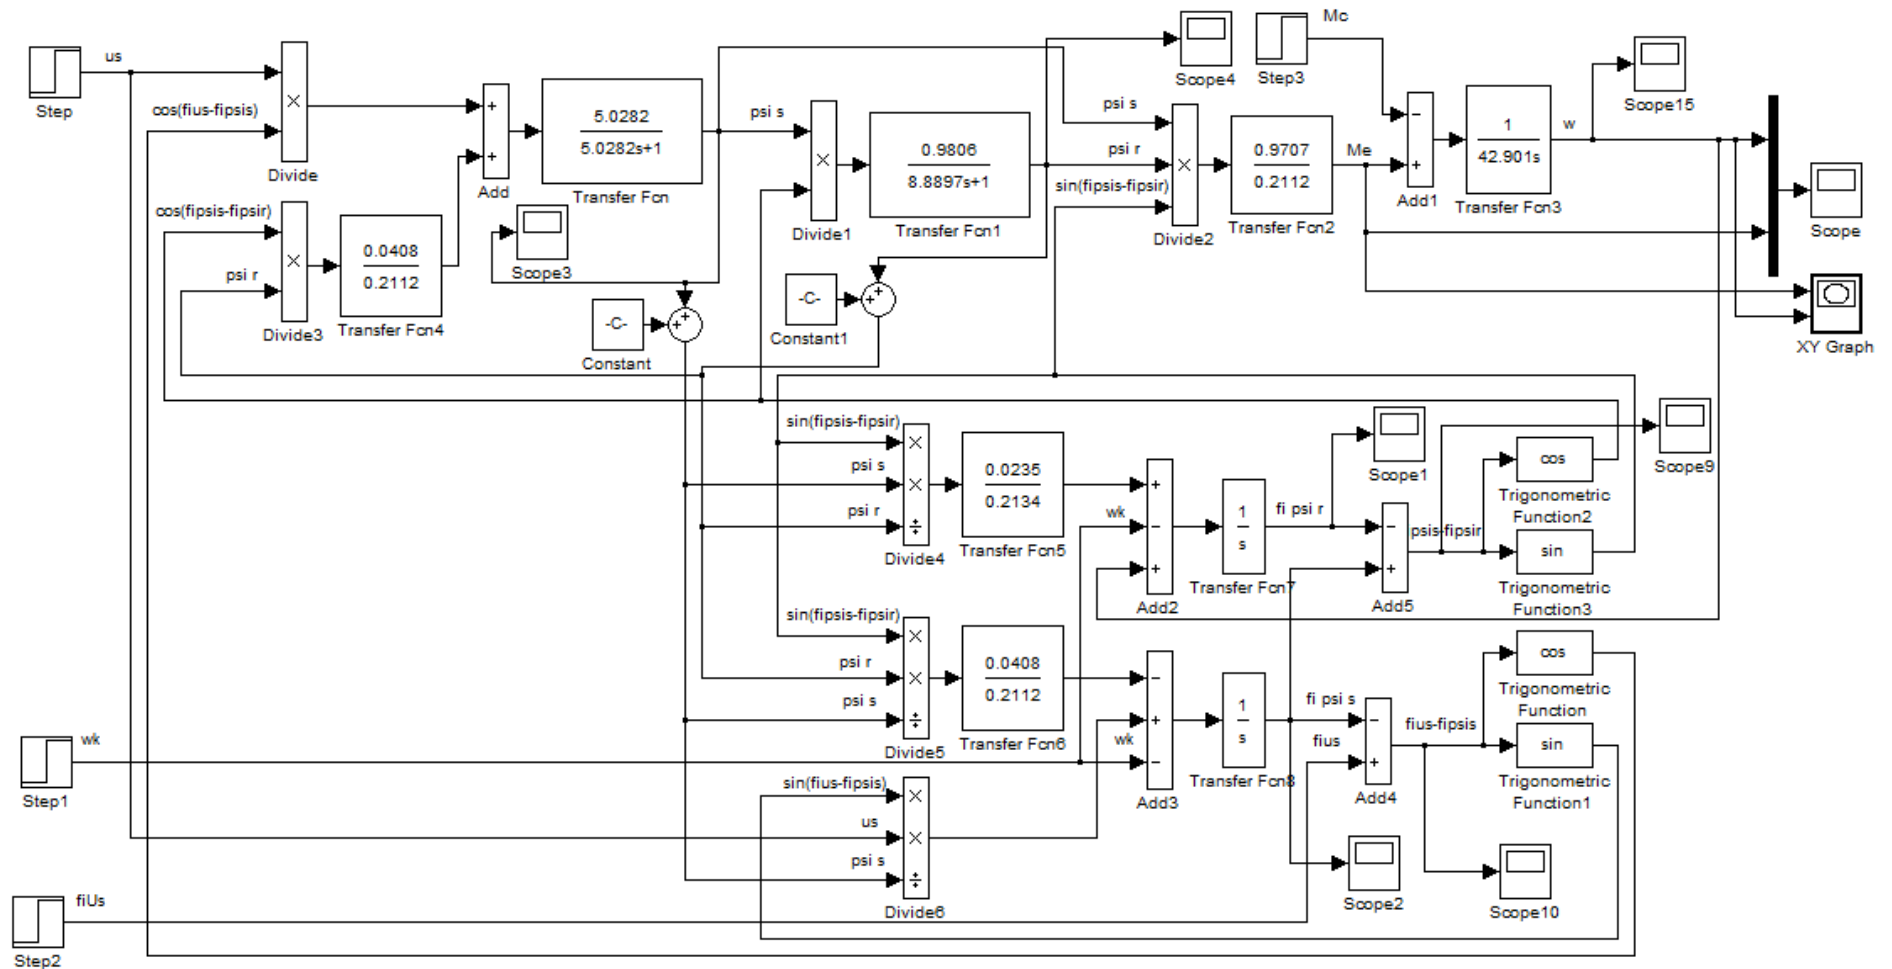 us
Step
cos(fius-fipsis)
×
Divide
cos(fipsis-fipsir)
psi r
×
Divide3
0.0408
0.2112
Transfer Fcn4
+
+
Add
5.0282
5.0282s+1
Transfer Fcn
Scope3
-C-
Constant
+
+
psi s
×
Divide1
0.9806
8.8897s+1
Transfer Fcn1
-C-
Constant1
+
+
Scope4
psi s
psi r
sin(fipsis-fipsir)
×
Divide2
0.9707
0.2112
Transfer Fcn2
Me
Step3
Mc
-
+
Add1
1
42.901s
Transfer Fcn3
w
Scope15
Scope
XY Graph
sin(fipsis-fipsir)
psi s
psi r
×
×
÷
Divide4
0.0235
0.2134
Transfer Fcn5
wk
+
-
+
Add2
1
s
Transfer Fcn7
fi psi r
Scope1
-
+
Add5
psis-fipsir
cos
Trigonometric
Function2
sin
Trigonometric
Function3
Scope9
sin(fipsis-fipsir)
psi r
psi s
×
×
÷
Divide5
0.0408
0.2112
Transfer Fcn6
wk
-
+
-
Add3
1
s
Transfer Fcn8
fi psi s
fius
-
+
Add4
fius-fipsis
cos
Trigonometric
Function
sin
Trigonometric
Function1
wk
Step1
sin(fius-fipsis)
us
psi s
×
×
÷
Divide6
Scope2
Scope10
fiUs
Step2